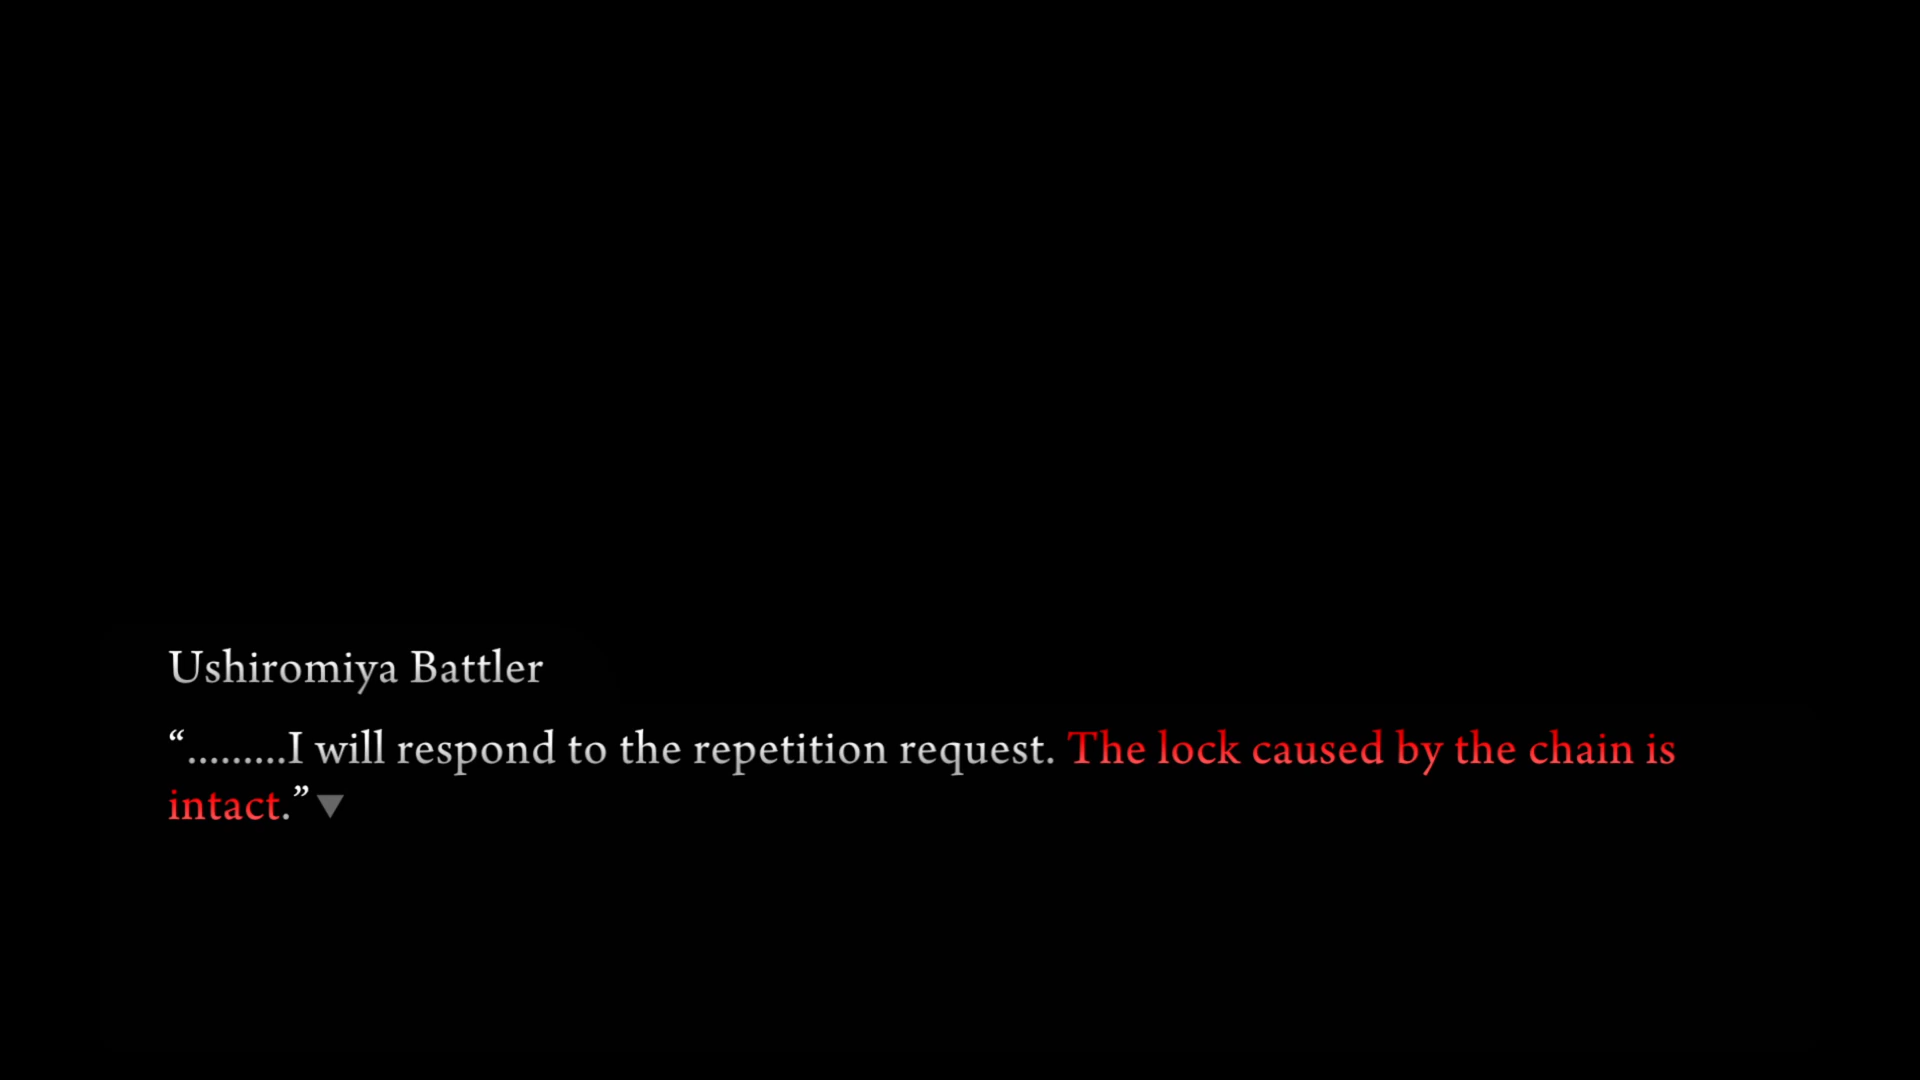 Ushiromiya Battler
“.........I will respond to the repetition request. The lock caused by the chain is
intact.”